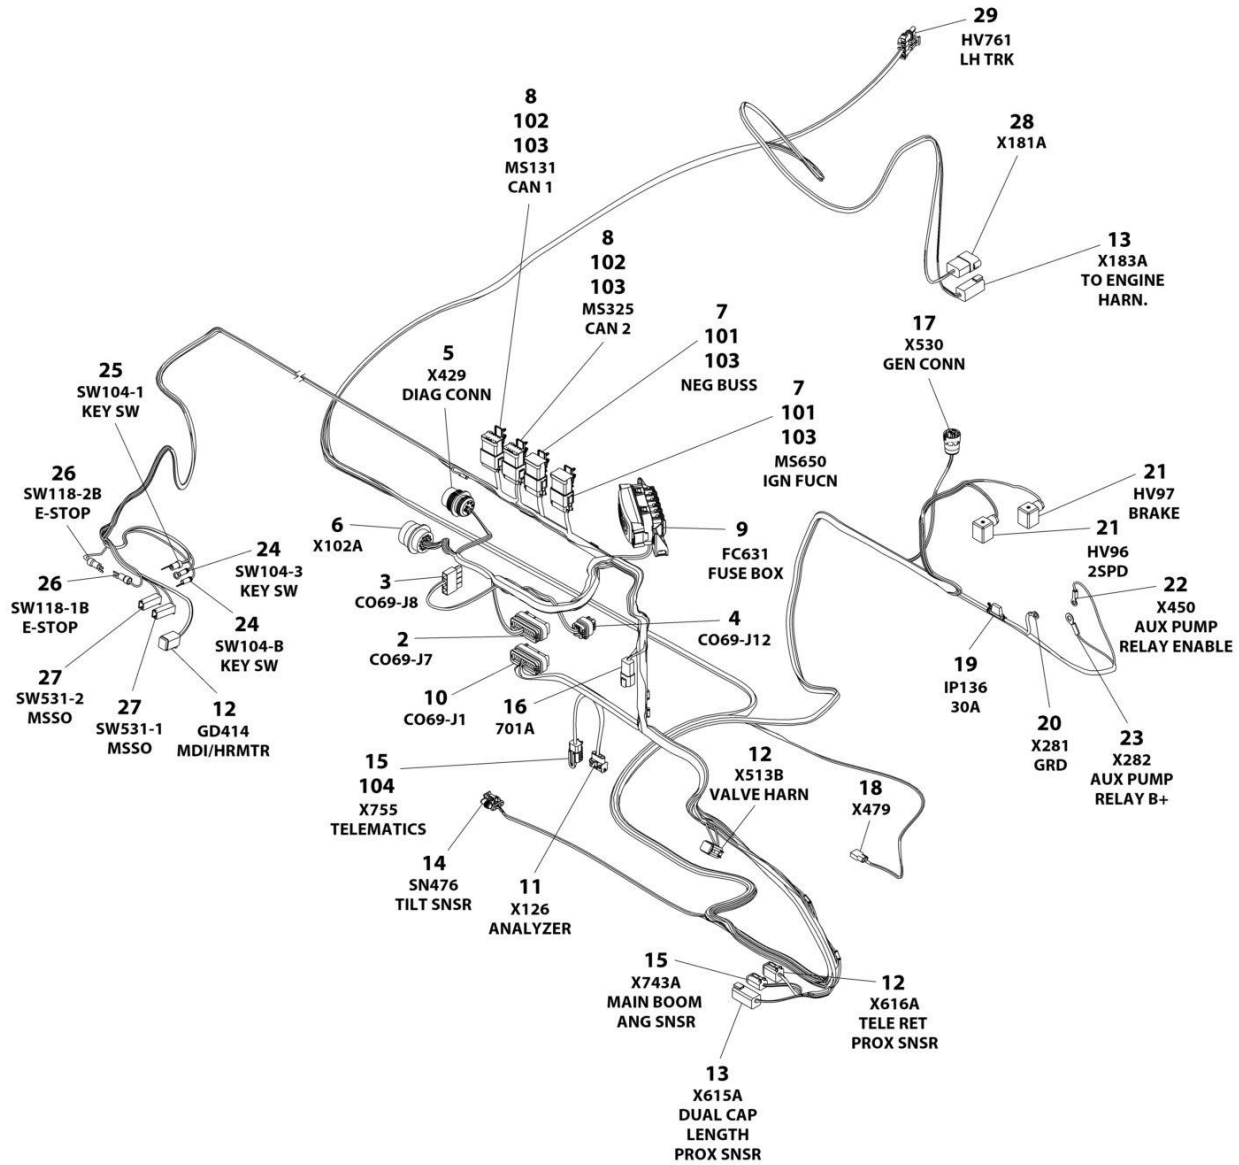 29
HV761
LH TRK
8
102
103
MS131
CAN 1
28
X181A
8
102
103
MS325
CAN 2
13
X183A
TO ENGINE
HARN.
7
101
103
NEG BUSS
17
X530
GEN CONN
5
X429
DIAG CONN
25
SW104-1
KEY SW
7
101
103
MS650
IGN FUCN
26
SW118-2B
E-STOP
21
HV97
BRAKE
6
X102A
9
FC631
FUSE BOX
21
HV96
2SPD
24
SW104-3
KEY SW
3
CO69-J8
26
SW118-1B
E-STOP
22
X450
AUX PUMP
RELAY ENABLE
24
SW104-B
KEY SW
2
CO69-J7
4
CO69-J12
19
IP136
30A
27
SW531-2
MSSO
27
SW531-1
MSSO
12
GD414
MDI/HRMTR
10
CO69-J1
16
701A
20
X281
GRD
23
X282
AUX PUMP
RELAY B+
15
104
X755
TELEMATICS
12
X513B
VALVE HARN
18
X479
14
SN476
TILT SNSR
11
X126
ANALYZER
15
X743A
MAIN BOOM
ANG SNSR
12
X616A
TELE RET
PROX SNSR
13
X615A
DUAL CAP
LENGTH
PROX SNSR